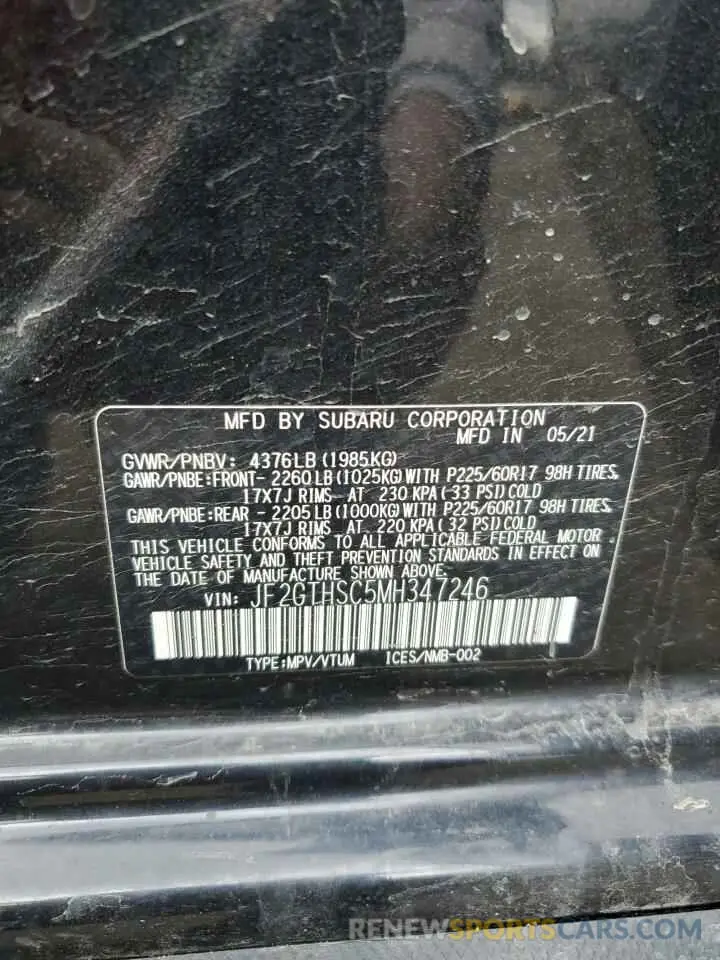 MFD BY SUBARU CORPORATION
MFD IN 05/21
GVWR/PNBV: 4376LB(1985KG)
GAWR/PNBE:FRONT- 2260LB(1025KG)WITH P225/60R17 98H TIRES,
17X7J RIMS AT 230 KPA(33 PSI)COLD
GAWR/PNBE:REAR - 2205LB(1000KG)WITH P225/60R17 98H TIRES,
17X7J RIMS AT 220 KPA(32 PSI)COLD
THIS VEHICLE CONFORMS TO ALL APPLICABLE FEDERAL MOTOR
VEHICLE SAFETY AND THEFT PREVENTION STANDARDS IN EFFECT ON
THE DATE OF MANUFACTURE SHOWN ABOVE.
VIN: JF2GTHSC5MH347246
TYPE:MPV/VTUM ICES/NMB-002
RENEWSPORTSCARS.COM